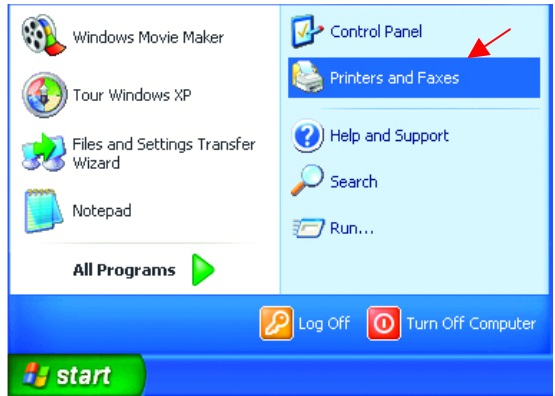 Windows Movie Maker
Tour Windows XP
Files and Settings Transfer
Wizard
Notepad
All Programs
Control Panel
Printers and Faxes
Help and Support
Search
Run...
Log Off
Turn Off Computer
start